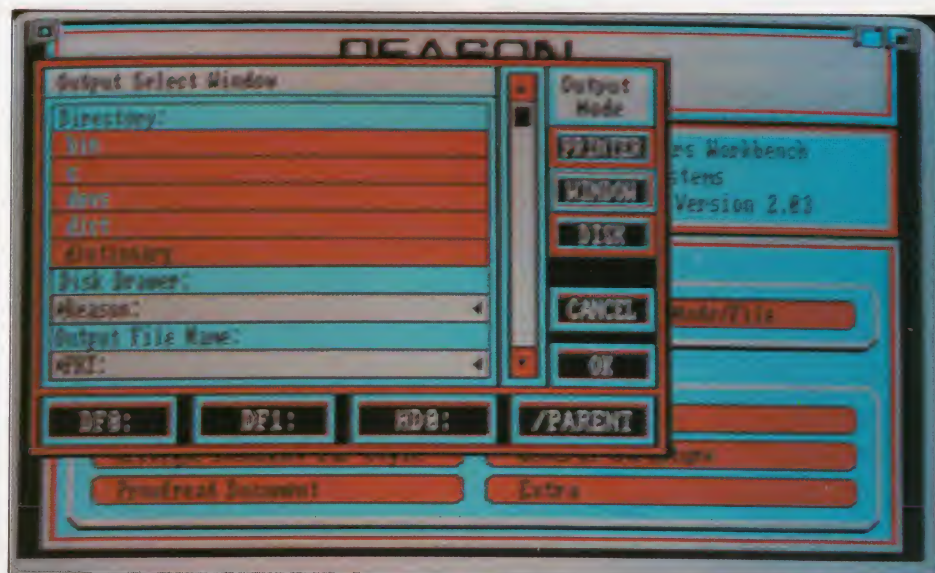 REASON
Output Select Window
Directory:
bin
c
devs
dict
dictionary
Disk Drawer:
Reason:
Output File Name:
PRT:
Output
Mode
PRINTER
WINDOW
DISK
CANCEL
OK
DF0:
DF1:
HD0:
/PARENT
rs Workbench
stems
Version 2.03
Mode/File
Proofread Document
Extra